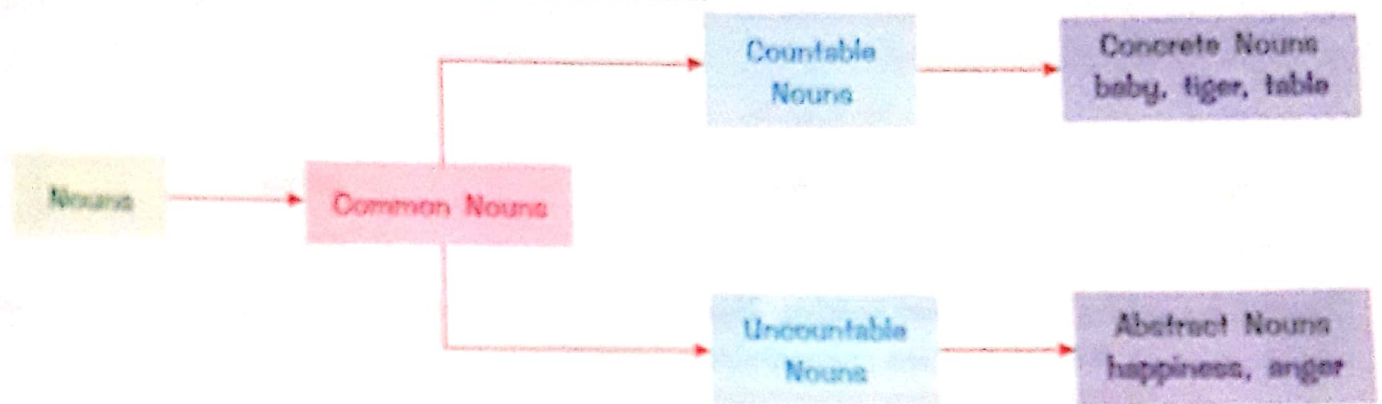 Countable
Nouns
Concrete Nouns
baby, tiger, table
Nouns
Common Nouns
Uncountable
Nouns
Abstract Nouns
happiness, anger